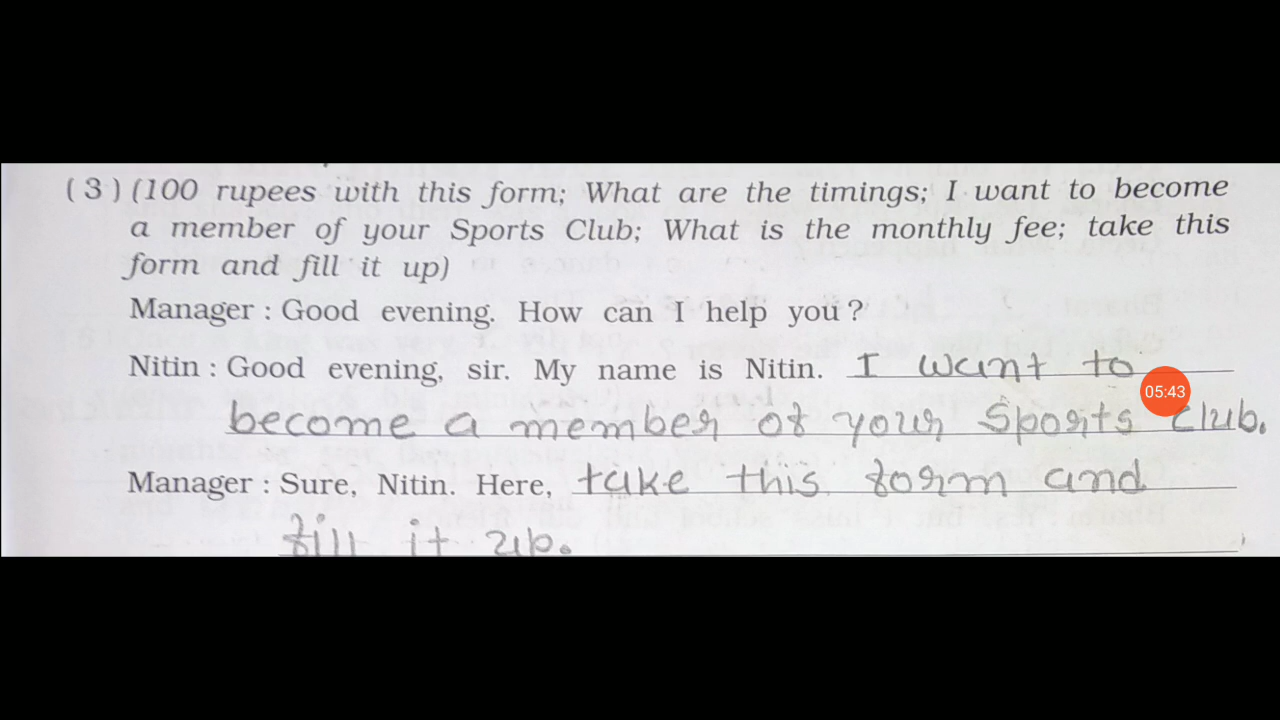 ( 3 ) (100 rupees with this form; What are the timings; I want to become
a member of your Sports Club; What is the monthly fee; take this
form and fill it up)
Manager : Good evening. How can I help you ?
Nitin : Good evening, sir. My name is Nitin. I want to
05:43
become a member of your Sports Club.
Manager : Sure, Nitin. Here, take this form and
fill it up.